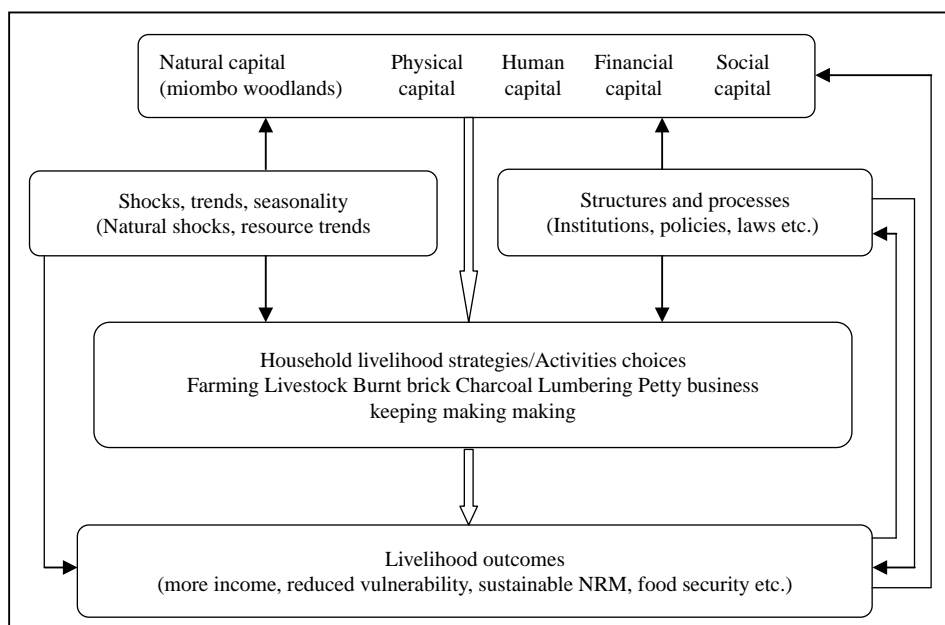 Natural capital Physical Human Financial Social
(miombo woodlands) capital capital capital capital
Shocks, trends, seasonality
(Natural shocks, resource trends
Structures and processes
(Institutions, policies, laws etc.)
Household livelihood strategies/Activities choices
Farming Livestock Burnt brick Charcoal Lumbering Petty business
keeping making making
Livelihood outcomes
(more income, reduced vulnerability, sustainable NRM, food security etc.)